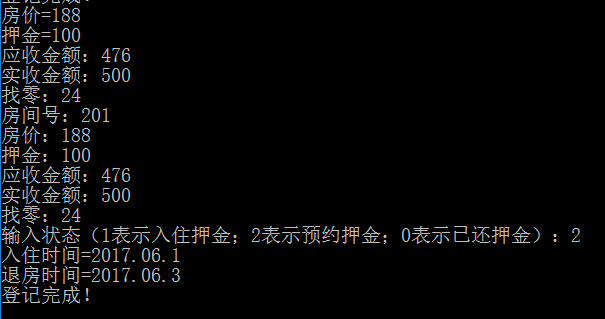 登记完成!
房价=188
押金=100
应收金额：476
实收金额：500
找零：24
房间号：201
房价：188
押金：100
应收金额：476
实收金额：500
找零：24
输入状态（1表示入住押金；2表示预约押金；0表示已还押金）：2
入住时间=2017.06.1
退房时间=2017.06.3
登记完成！